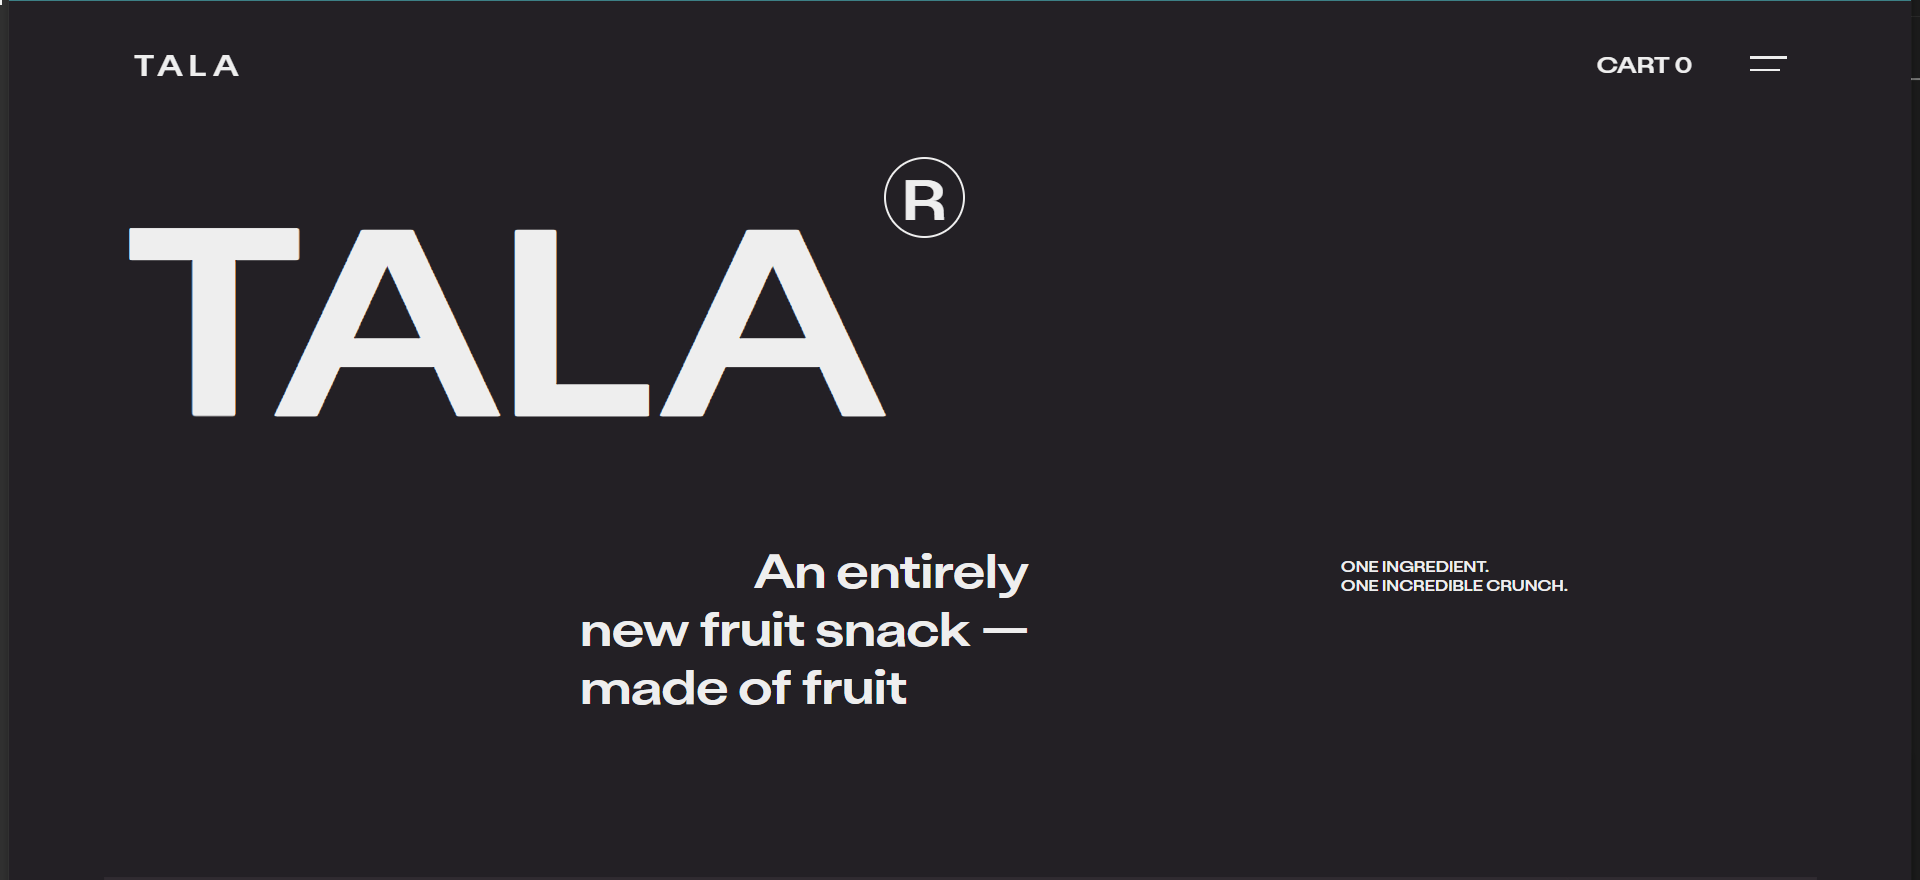 TALA
CART 0
TALA®
An entirely
new fruit snack —
made of fruit
ONE INGREDIENT.
ONE INCREDIBLE CRUNCH.